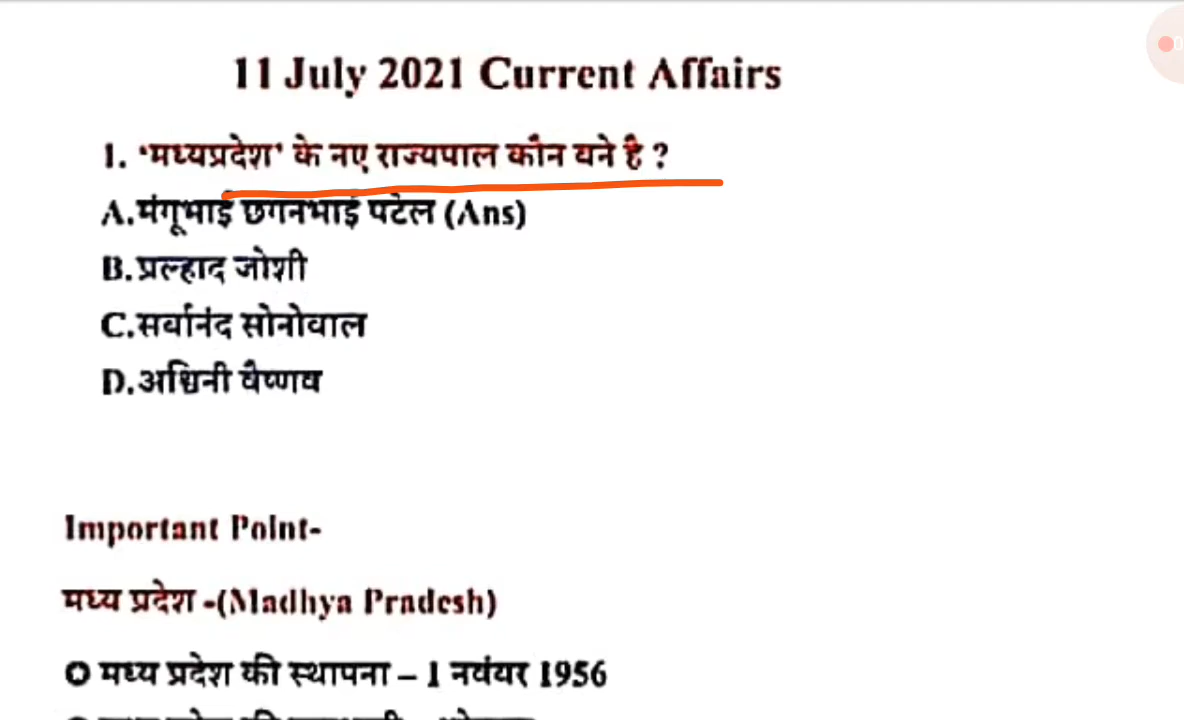 11 July 2021 Current Affairs
1. ‘मध्यप्रदेश’ के नए राज्यपाल कौन बने है ?
A.मंगूभाई छगनभाई पटेल (Ans)
B.प्रल्हाद जोशी
C.सर्वानंद सोनोवाल
D.अश्विनी वैष्णव
Important Point-
मध्य प्रदेश -(Madhya Pradesh)
○ मध्य प्रदेश की स्थापना – 1 नवंबर 1956